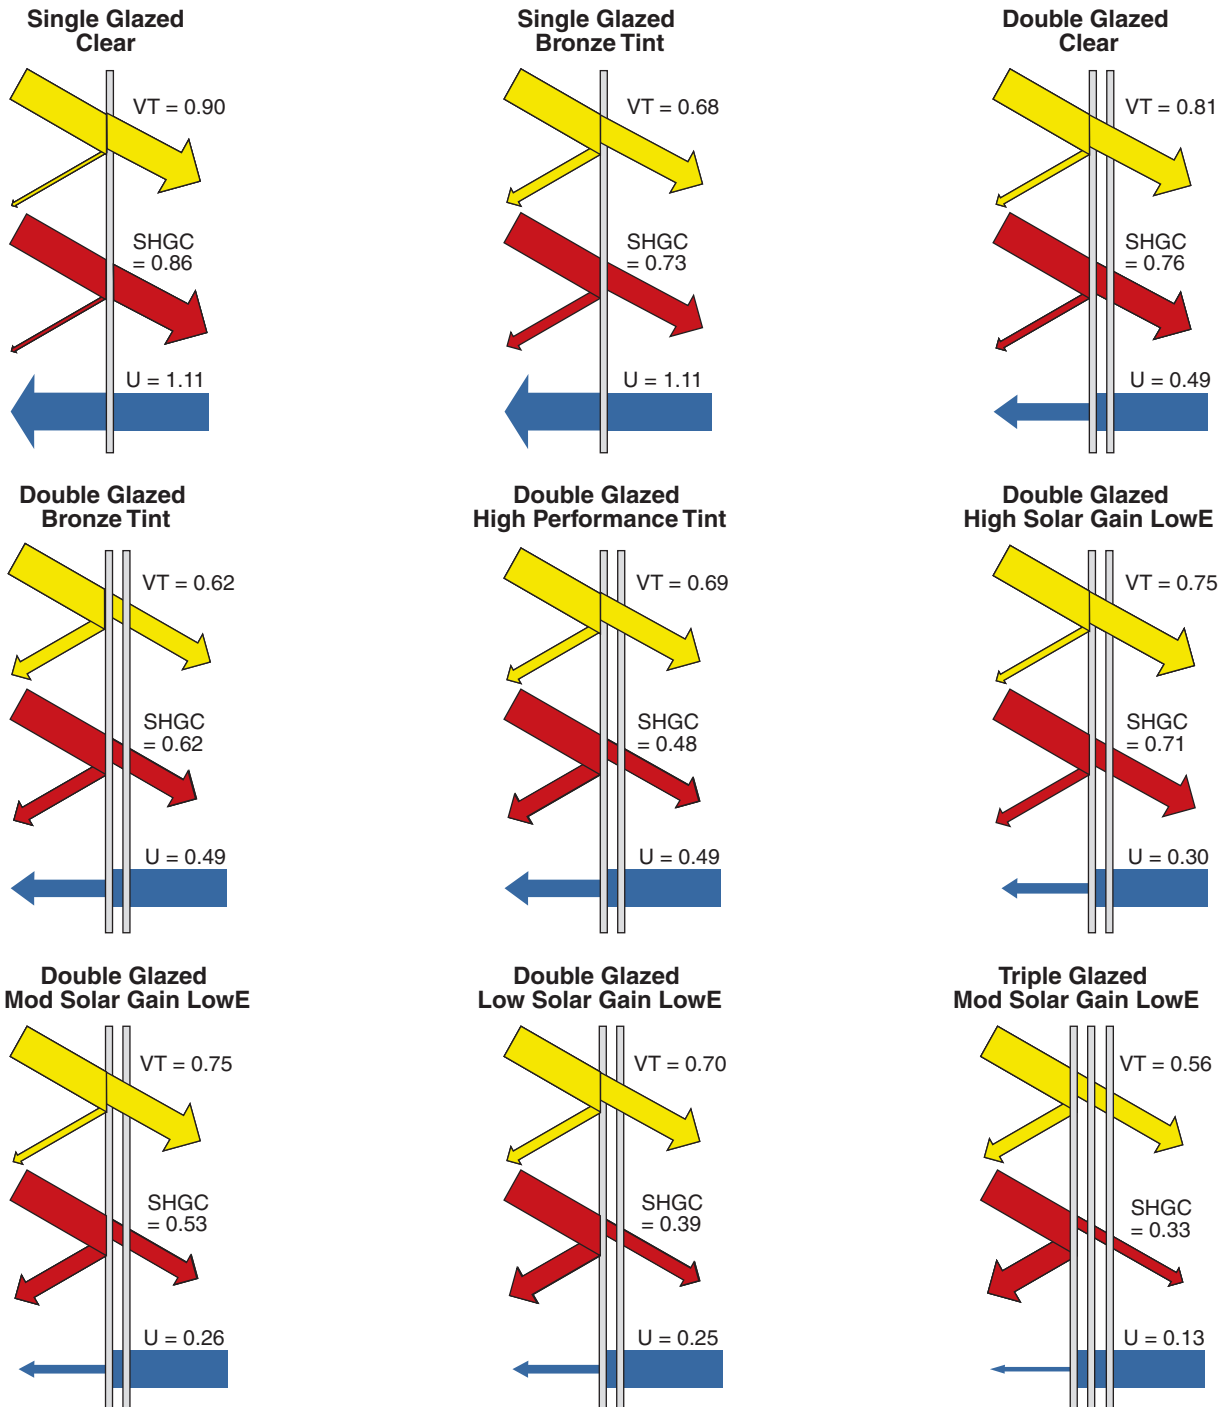 Single Glazed
Clear
VT = 0.90
SHGC
= 0.86
U = 1.11
Single Glazed
Bronze Tint
VT = 0.68
SHGC
= 0.73
U = 1.11
Double Glazed
Clear
VT = 0.81
SHGC
= 0.76
U = 0.49
Double Glazed
Bronze Tint
VT = 0.62
SHGC
= 0.62
U = 0.49
Double Glazed
High Performance Tint
VT = 0.69
SHGC
= 0.48
U = 0.49
Double Glazed
High Solar Gain LowE
VT = 0.75
SHGC
= 0.71
U = 0.30
Double Glazed
Mod Solar Gain LowE
VT = 0.75
SHGC
= 0.53
U = 0.26
Double Glazed
Low Solar Gain LowE
VT = 0.70
SHGC
= 0.39
U = 0.25
Triple Glazed
Mod Solar Gain LowE
VT = 0.56
SHGC
= 0.33
U = 0.13